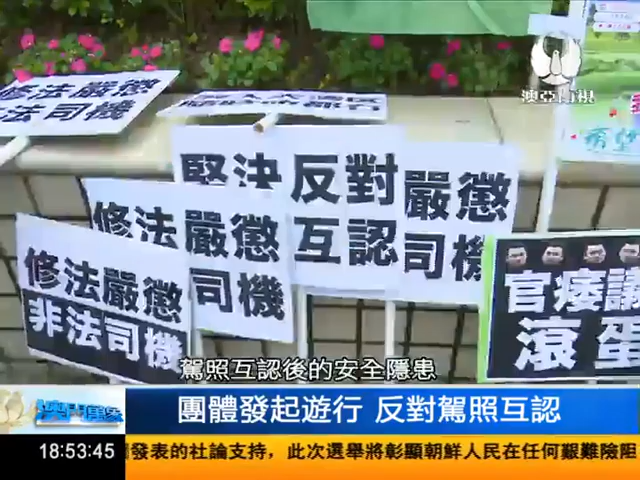 澳亞衛視
修法嚴懲
法司機
堅決反對
互認
嚴懲
司機
修法嚴懲
司機
修法嚴懲
非法司機
官痿議
滾蛋
駕照互認後的安全隱患
團體發起遊行 反對駕照互認
18:53:45
發表的社論支持，此次選舉將彰顯朝鮮人民在任何艱難險阻